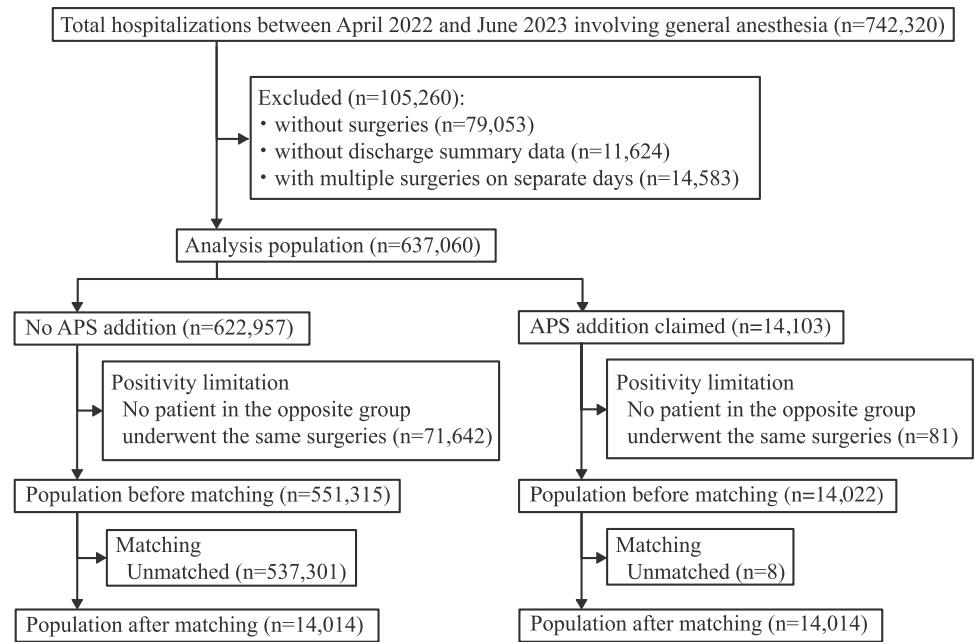 Total hospitalizations between April 2022 and June 2023 involving general anesthesia (n=742,320)
Excluded (n=105,260):
・without surgeries (n=79,053)
・without discharge summary data (n=11,624)
・with multiple surgeries on separate days (n=14,583)
Analysis population (n=637,060)
No APS addition (n=622,957)
APS addition claimed (n=14,103)
Positivity limitation
No patient in the opposite group
underwent the same surgeries (n=71,642)
Positivity limitation
No patient in the opposite group
underwent the same surgeries (n=81)
Population before matching (n=551,315)
Population before matching (n=14,022)
Matching
Unmatched (n=537,301)
Matching
Unmatched (n=8)
Population after matching (n=14,014)
Population after matching (n=14,014)